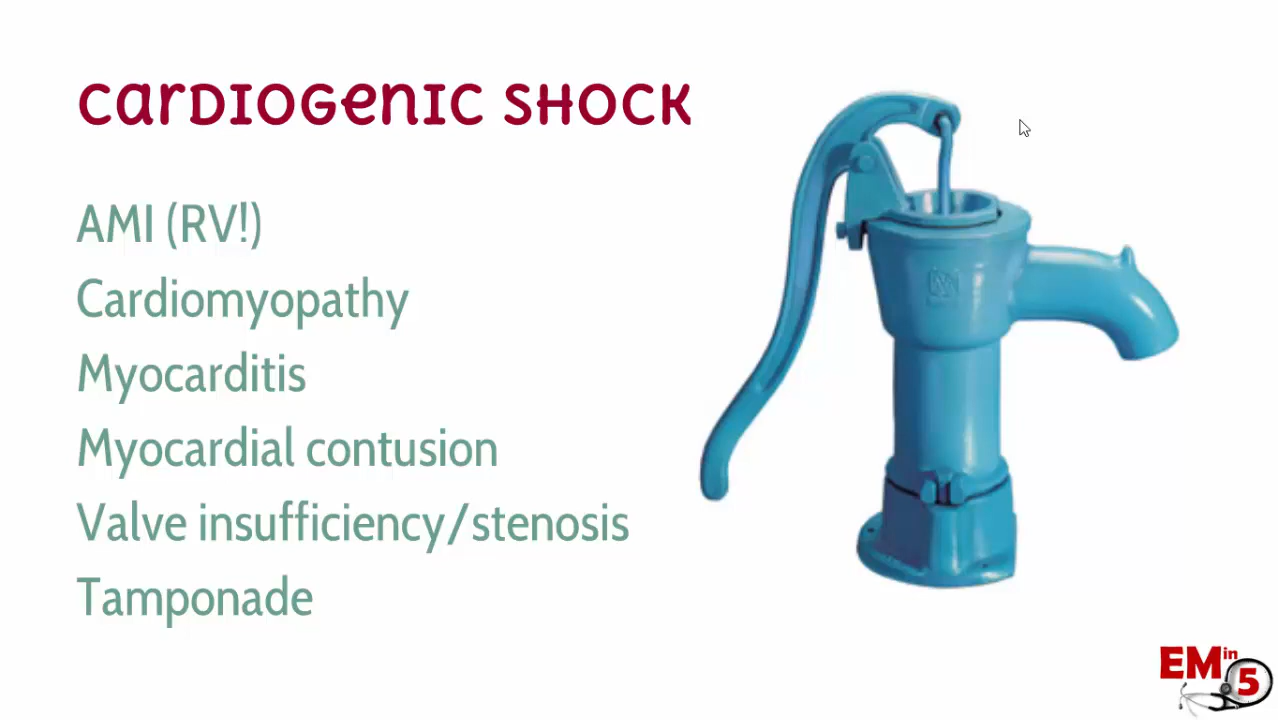 CARDIOGENIC SHOCK
AMI (RV!)
Cardiomyopathy
Myocarditis
Myocardial contusion
Valve insufficiency/stenosis
Tamponade
EM in 5